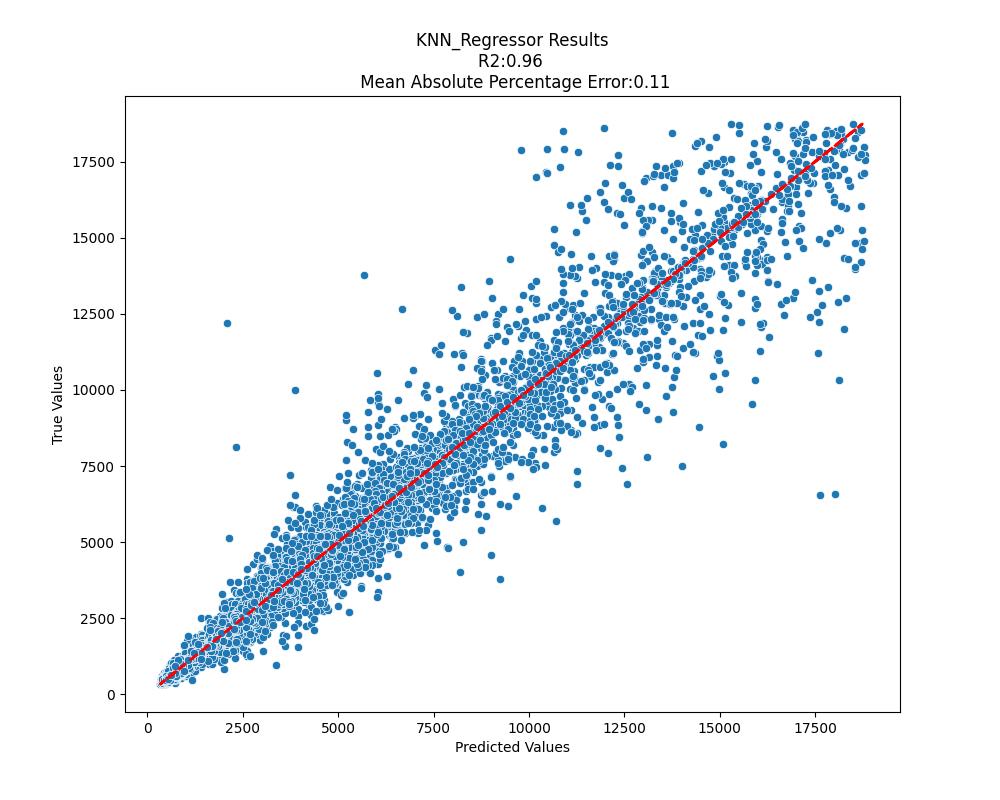 KNN_Regressor Results
R2:0.96
Mean Absolute Percentage Error:0.11
17500
15000
12500
10000
7500
5000
2500
0
True Values
0 2500 5000 7500 10000 12500 15000 17500
Predicted Values